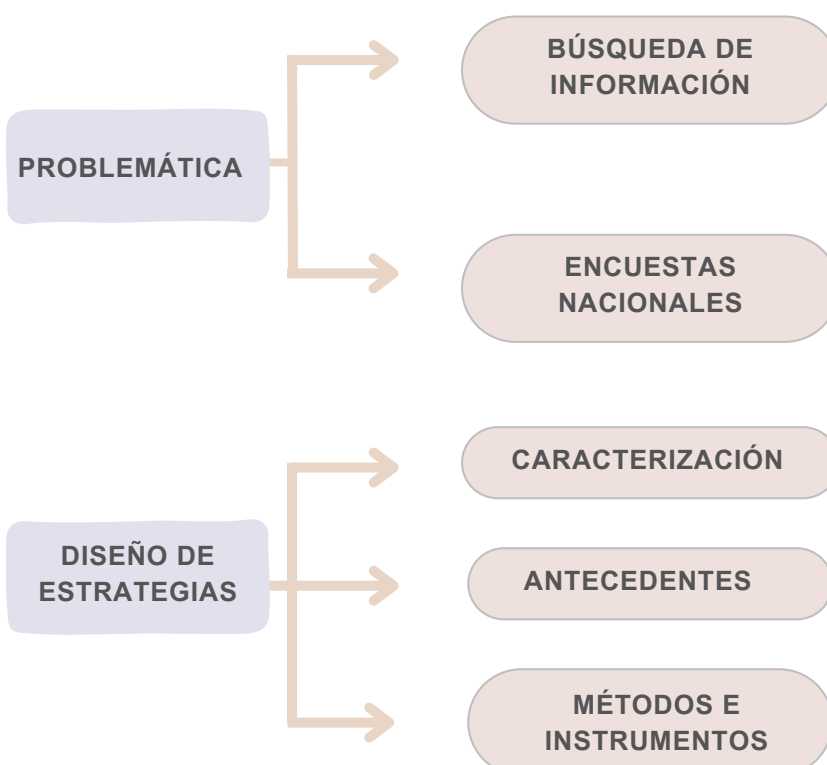 BÚSQUEDA DE
INFORMACIÓN
PROBLEMÁTICA
ENCUESTAS
NACIONALES
CARACTERIZACIÓN
DISEÑO DE
ESTRATEGIAS
ANTECEDENTES
MÉTODOS E
INSTRUMENTOS